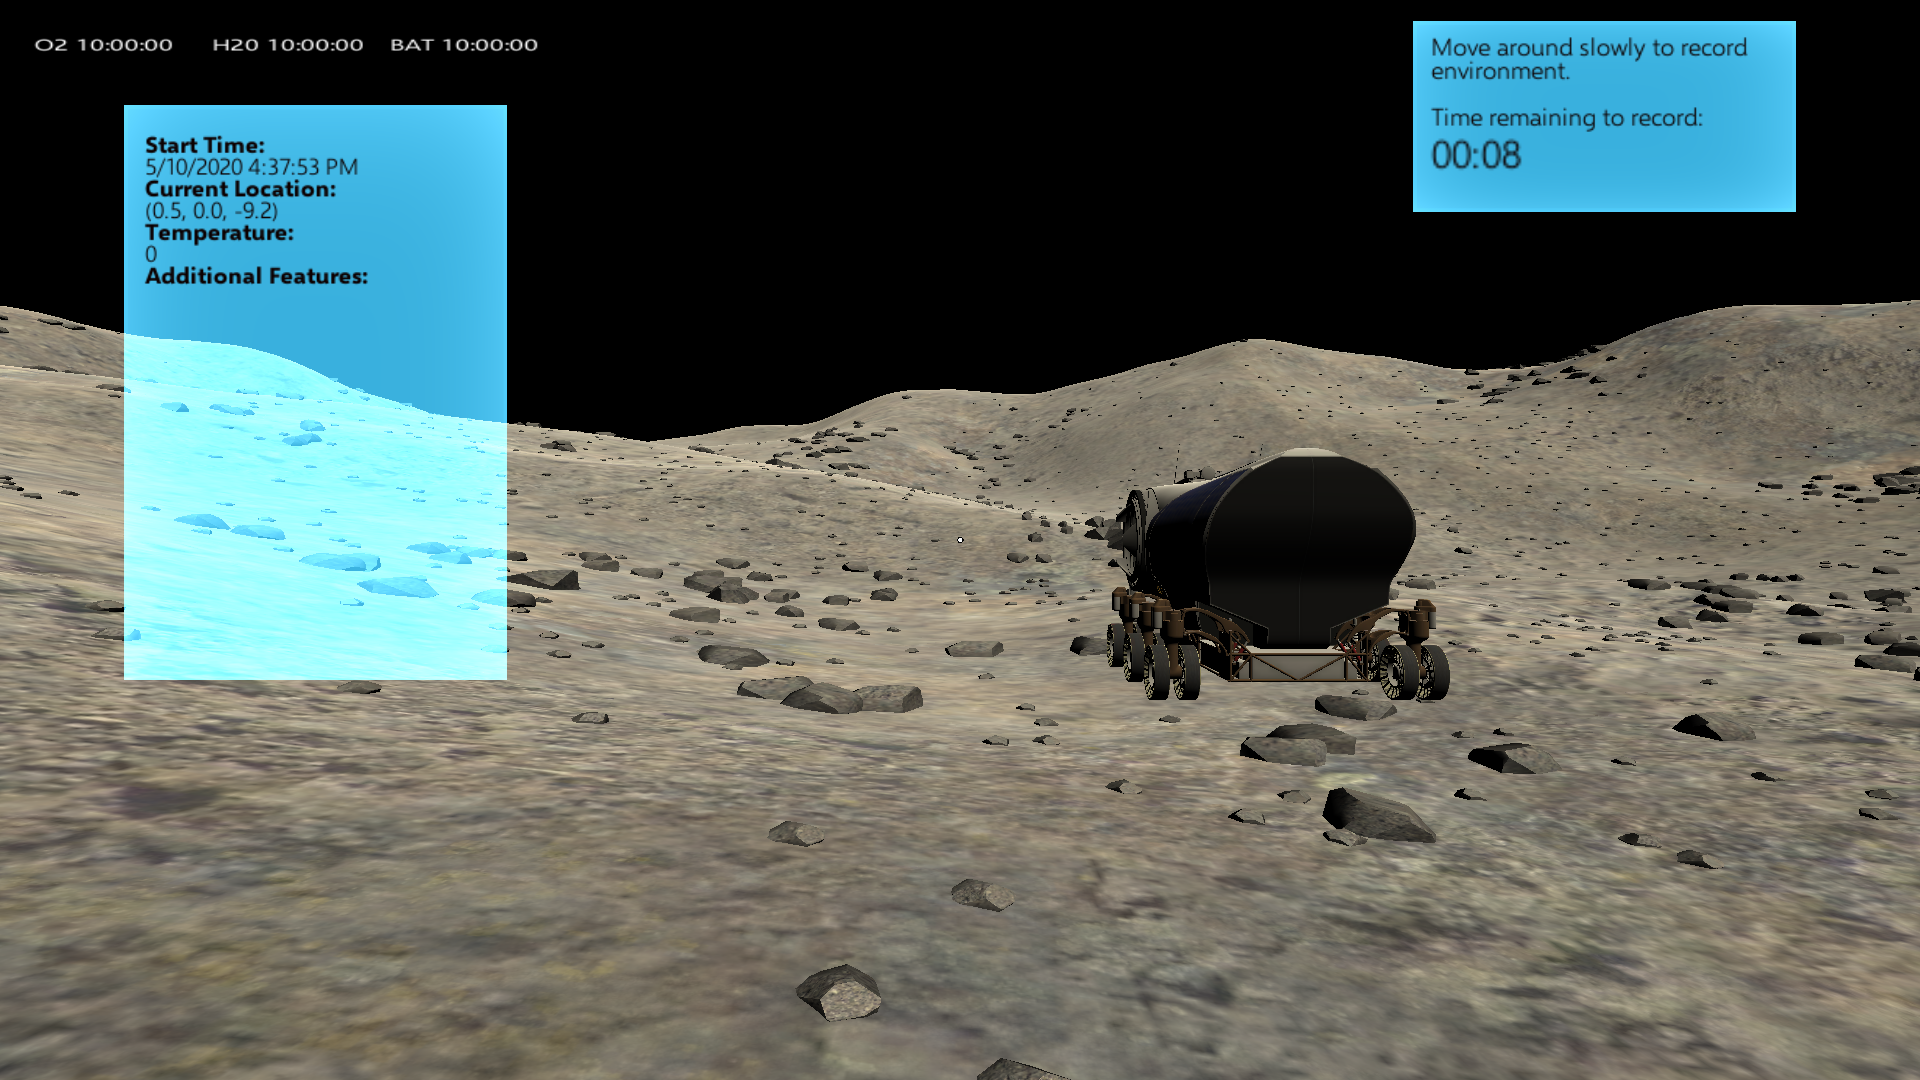 O2 10:00:00 H20 10:00:00 BAT 10:00:00
Move around slowly to record
environment.
Time remaining to record:
00:08
Start Time:
5/10/2020 4:37:53 PM
Current Location:
(0.5, 0.0, -9.2)
Temperature:
0
Additional Features: